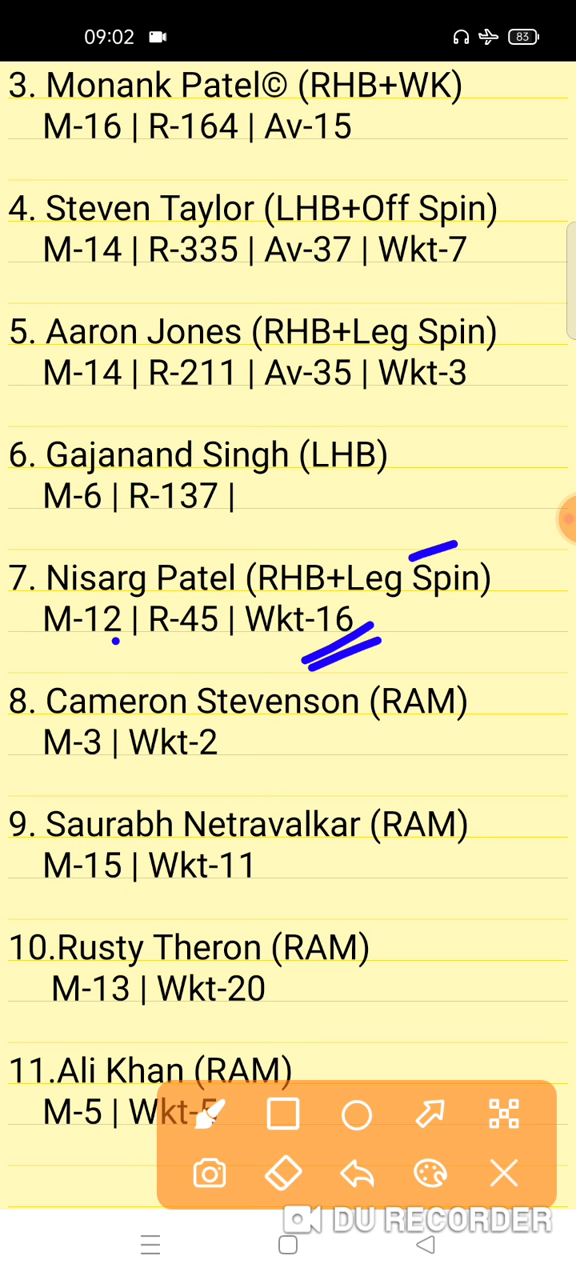 09:02
83
3. Monank Patel© (RHB+WK)
M-16 | R-164 | Av-15
4. Steven Taylor (LHB+Off Spin)
M-14 | R-335 | Av-37 | Wkt-7
5. Aaron Jones (RHB+Leg Spin)
M-14 | R-211 | Av-35 | Wkt-3
6. Gajanand Singh (LHB)
M-6 | R-137 |
7. Nisarg Patel (RHB+Leg Spin)
M-12 | R-45 | Wkt-16
8. Cameron Stevenson (RAM)
M-3 | Wkt-2
9. Saurabh Netravalkar (RAM)
M-15 | Wkt-11
10.Rusty Theron (RAM)
M-13 | Wkt-20
11.Ali Khan (RAM)
M-5 | Wkt-5
DU RECORDER